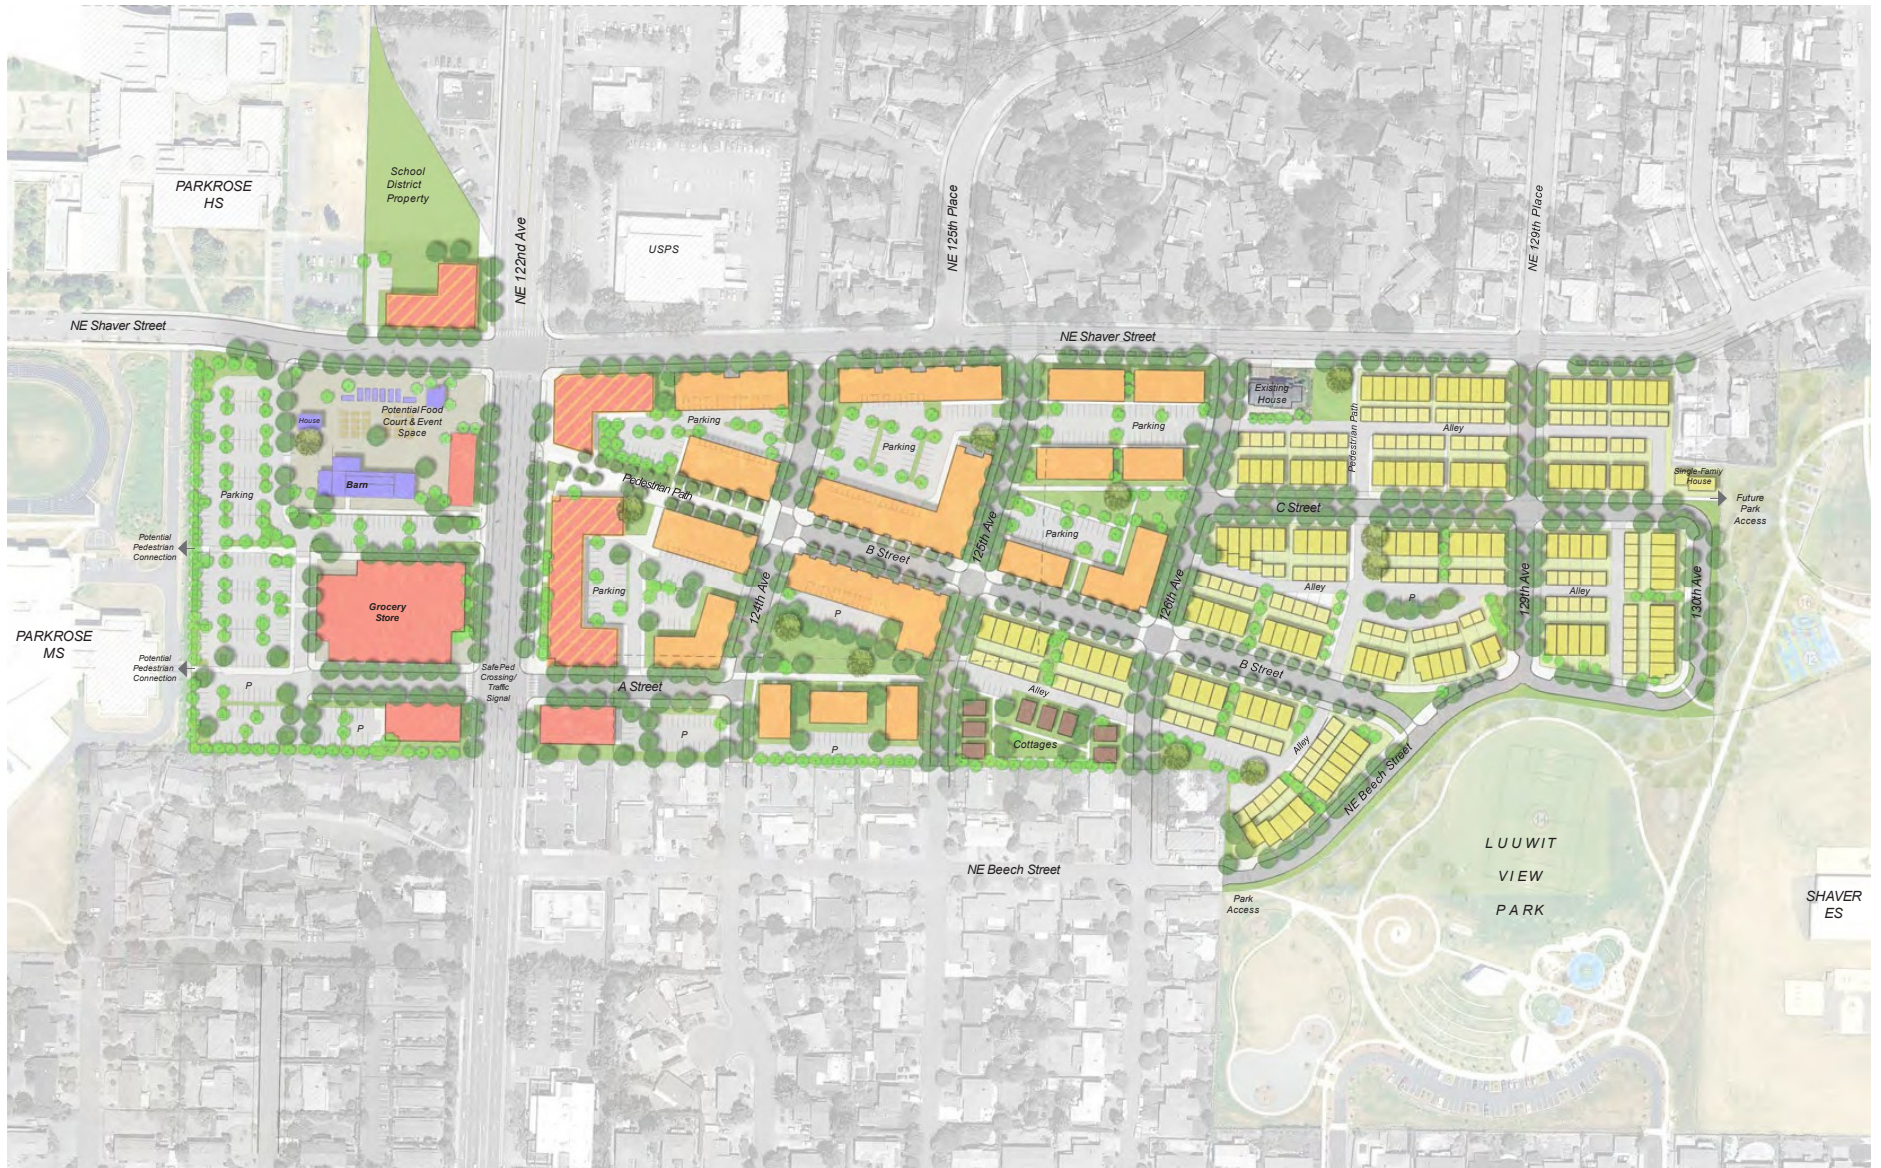 School
District
Property
PARKROSE
HS
NE 122nd Ave
USPS
NE 125th Place
NE 129th Place
NE Shaver Street
NE Shaver Street
Existing
House
Potential Food
Court & Event
Space
House
Parking
Parking
Parking
Pedestrian Path
Alley
Barn
Parking
Pedestrian Path
Single-Famiy
House
Future
Park
Access
C Street
Parking
125th Ave
B Street
Potential
Pedestrian
Connection
Parking
124th Ave
126th Ave
Alley
Alley
129th Ave
130th Ave
P
Grocery
Store
P
PARKROSE
MS
Potential
Pedestrian
Connection
P
Safe Ped
Crossing/
Traffic
Signal
A Street
Alley
B Street
P
P
P
Cottages
Alley
NE Beech Street
NE Beech Street
Park
Access
LUUWIT
VIEW
PARK
SHAVER
ES